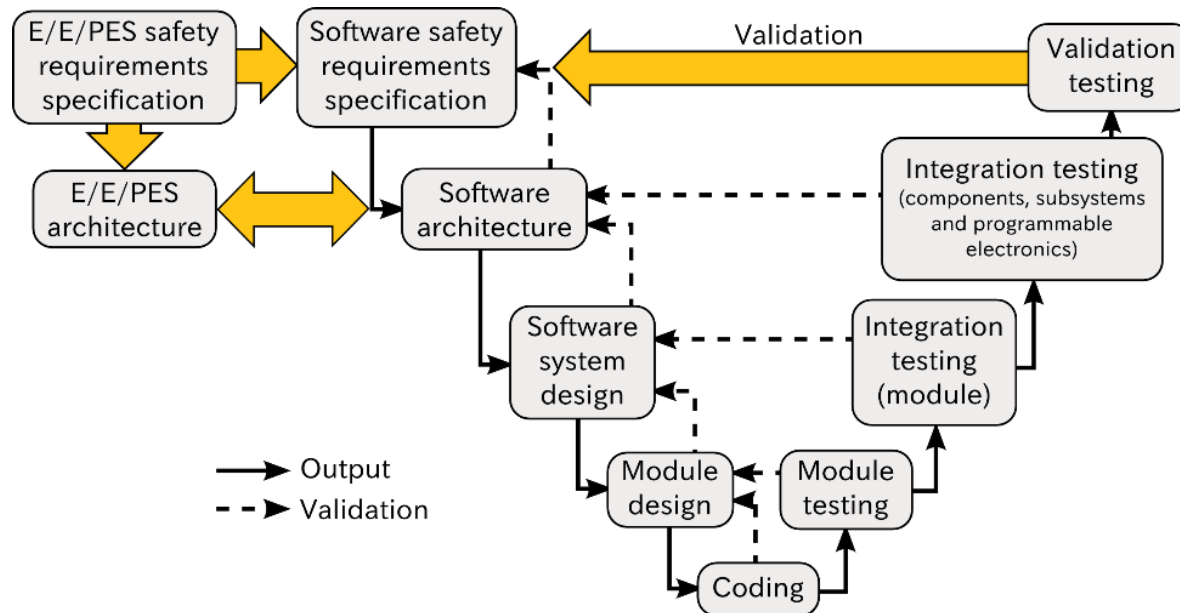 E/E/PES safety
requirements
specification
Software safety
requirements
specification
Validation
Validation
testing
E/E/PES
architecture
Software
architecture
Integration testing
(components, subsystems
and programmable
electronics)
Software
system
design
Integration
testing
(module)
Output
Validation
Module
design
Module
testing
Coding